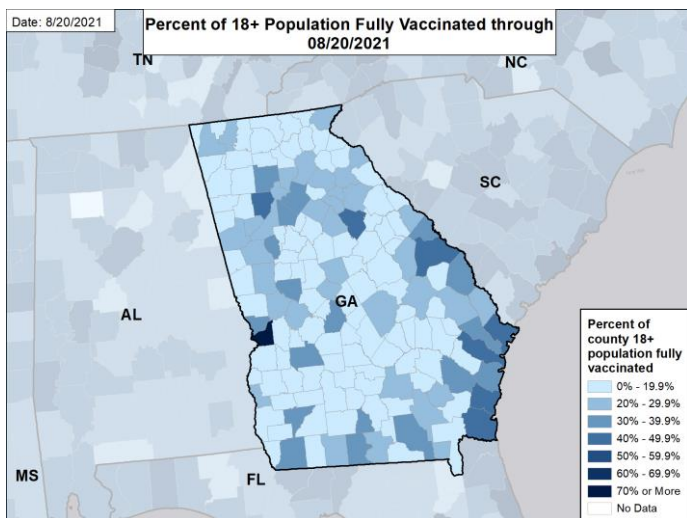 Date: 8/20/2021
Percent of 18+ Population Fully Vaccinated through
08/20/2021
TN
NC
SC
AL
GA
MS
FL
Percent of
county 18+
population fully
vaccinated
0% - 19.9%
20% - 29.9%
30% - 39.9%
40% - 49.9%
50% - 59.9%
60% - 69.9%
70% or More
No Data